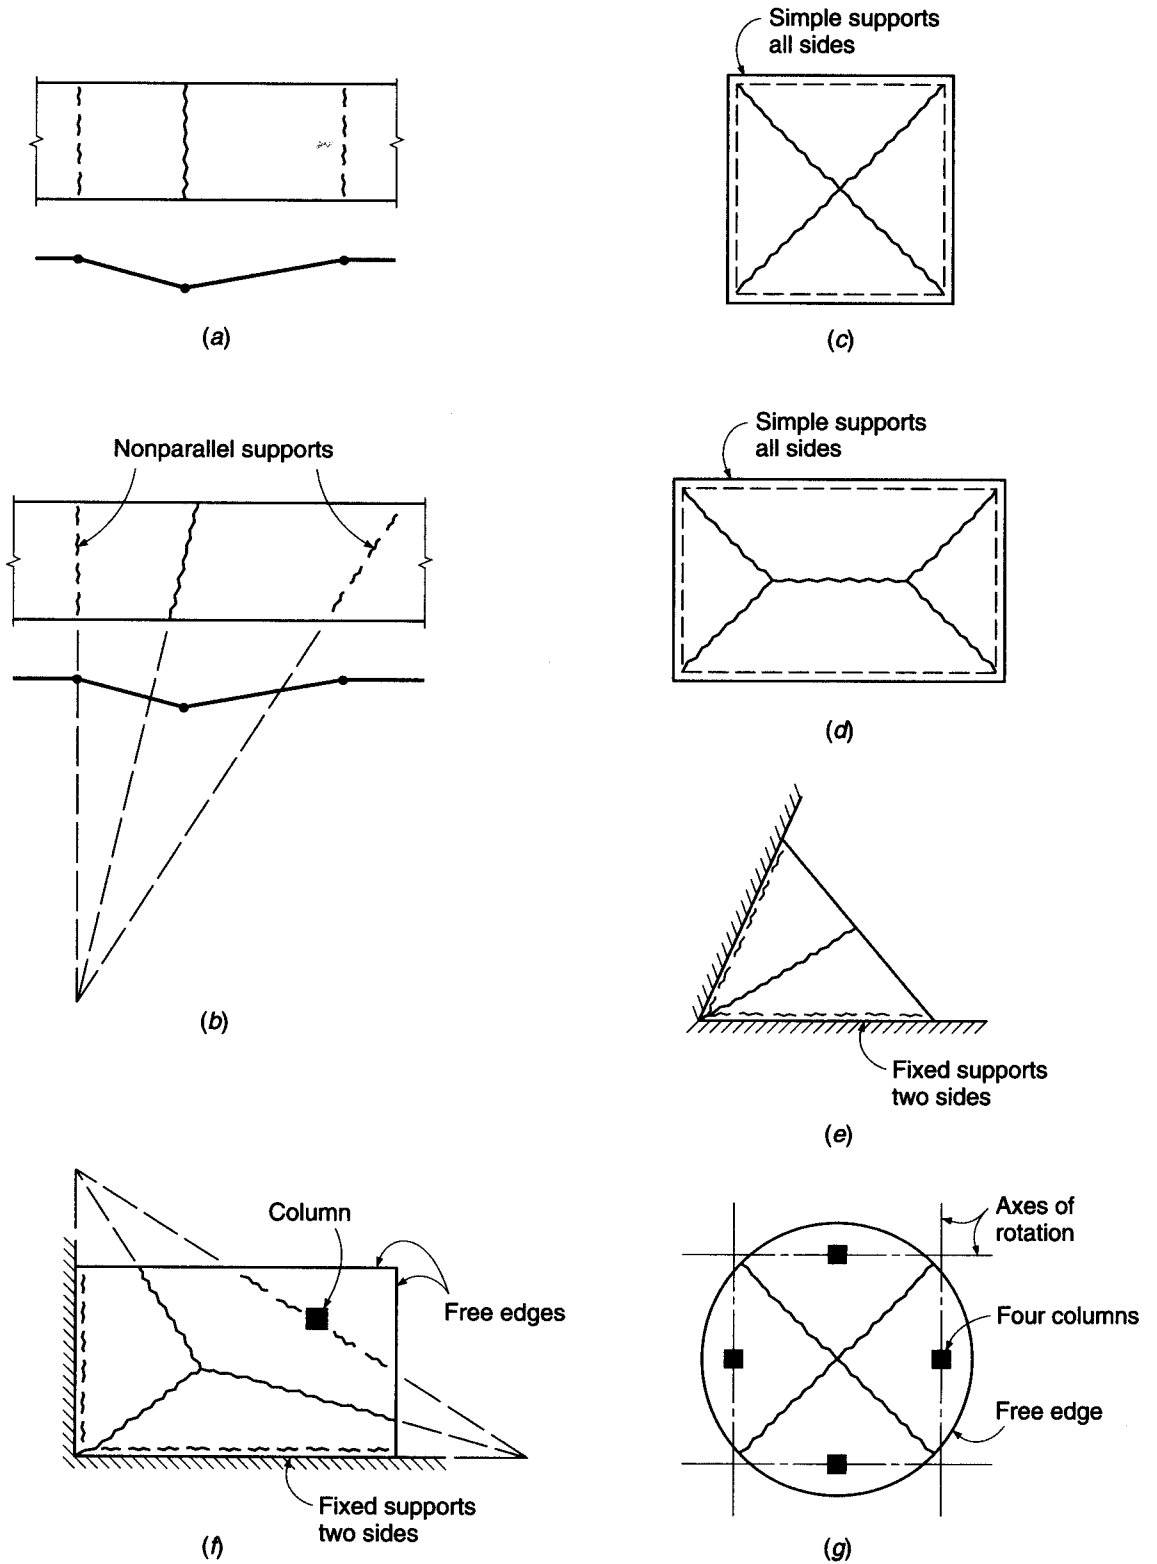 Simple supports
all sides
(a)
(c)
Nonparallel supports
Simple supports
all sides
(b)
(d)
Fixed supports
two sides
(e)
Column
Free edges
Fixed supports
two sides
(f)
Axes of
rotation
Four columns
Free edge
(g)